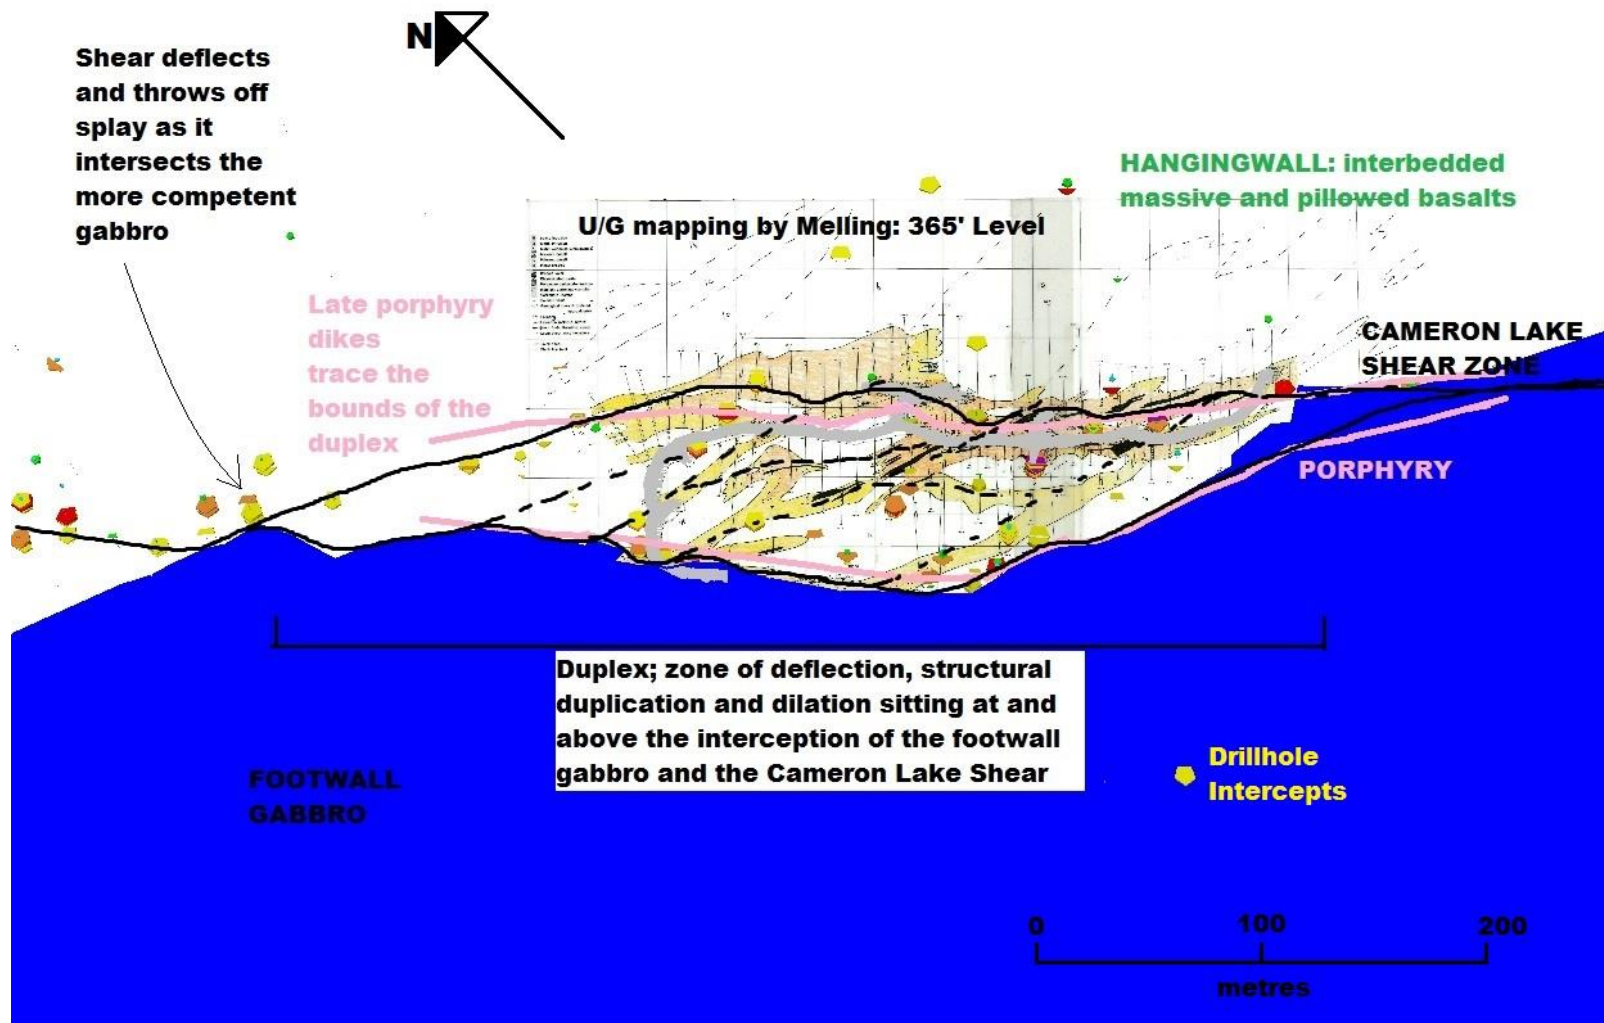 N
Shear deflects
and throws off
splay as it
intersects the
more competent
gabbro
HANGINGWALL: interbedded
massive and pillowed basalts
U/G mapping by Melling: 365' Level
Late porphyry
dikes
trace the
bounds of the
duplex
CAMERON LAKE
SHEAR ZONE
PORPHYRY
Duplex; zone of deflection, structural
duplication and dilation sitting at and
above the interception of the footwall
gabbro and the Cameron Lake Shear
FOOTWALL
GABBRO
Drillhole
Intercepts
0 100 200
metres